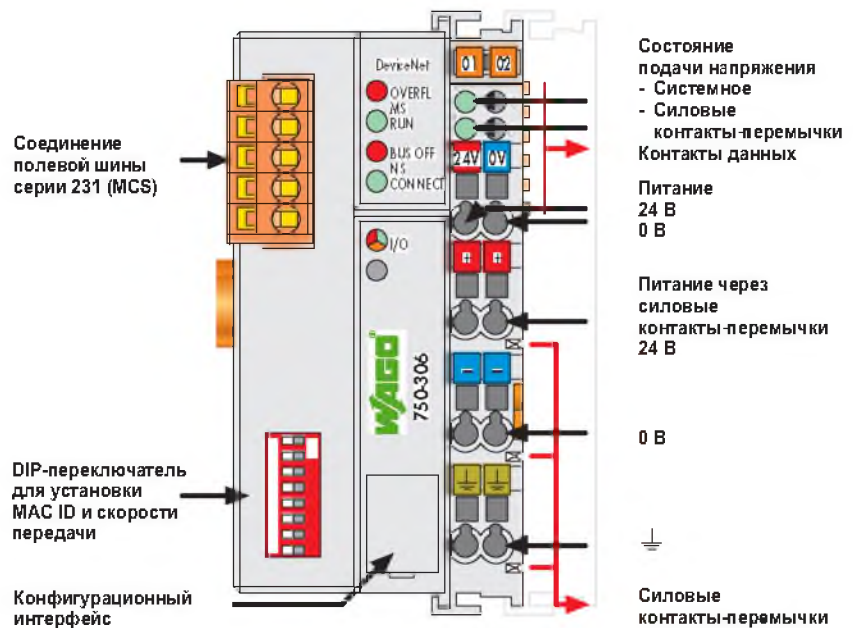 Соединение
полевой шины
серии 231 (MCS)
DIP-переключатель
для установки
MAC ID и скорости
передачи
Конфигурационный
интерфейс
DeviceNet
OVERFL
MS
RUN
BUS OFF
NS
CONNECT
I/O
WAGO®
750-306
01 02
24V 0V
+ +
- -
Состояние
подачи напряжения
- Системное
- Силовые
контакты-перемычки
Контакты данных
Питание
24 В
0 В
Питание через
силовые
контакты-перемычки
24 В
0 В
Силовые
контакты-перемычки